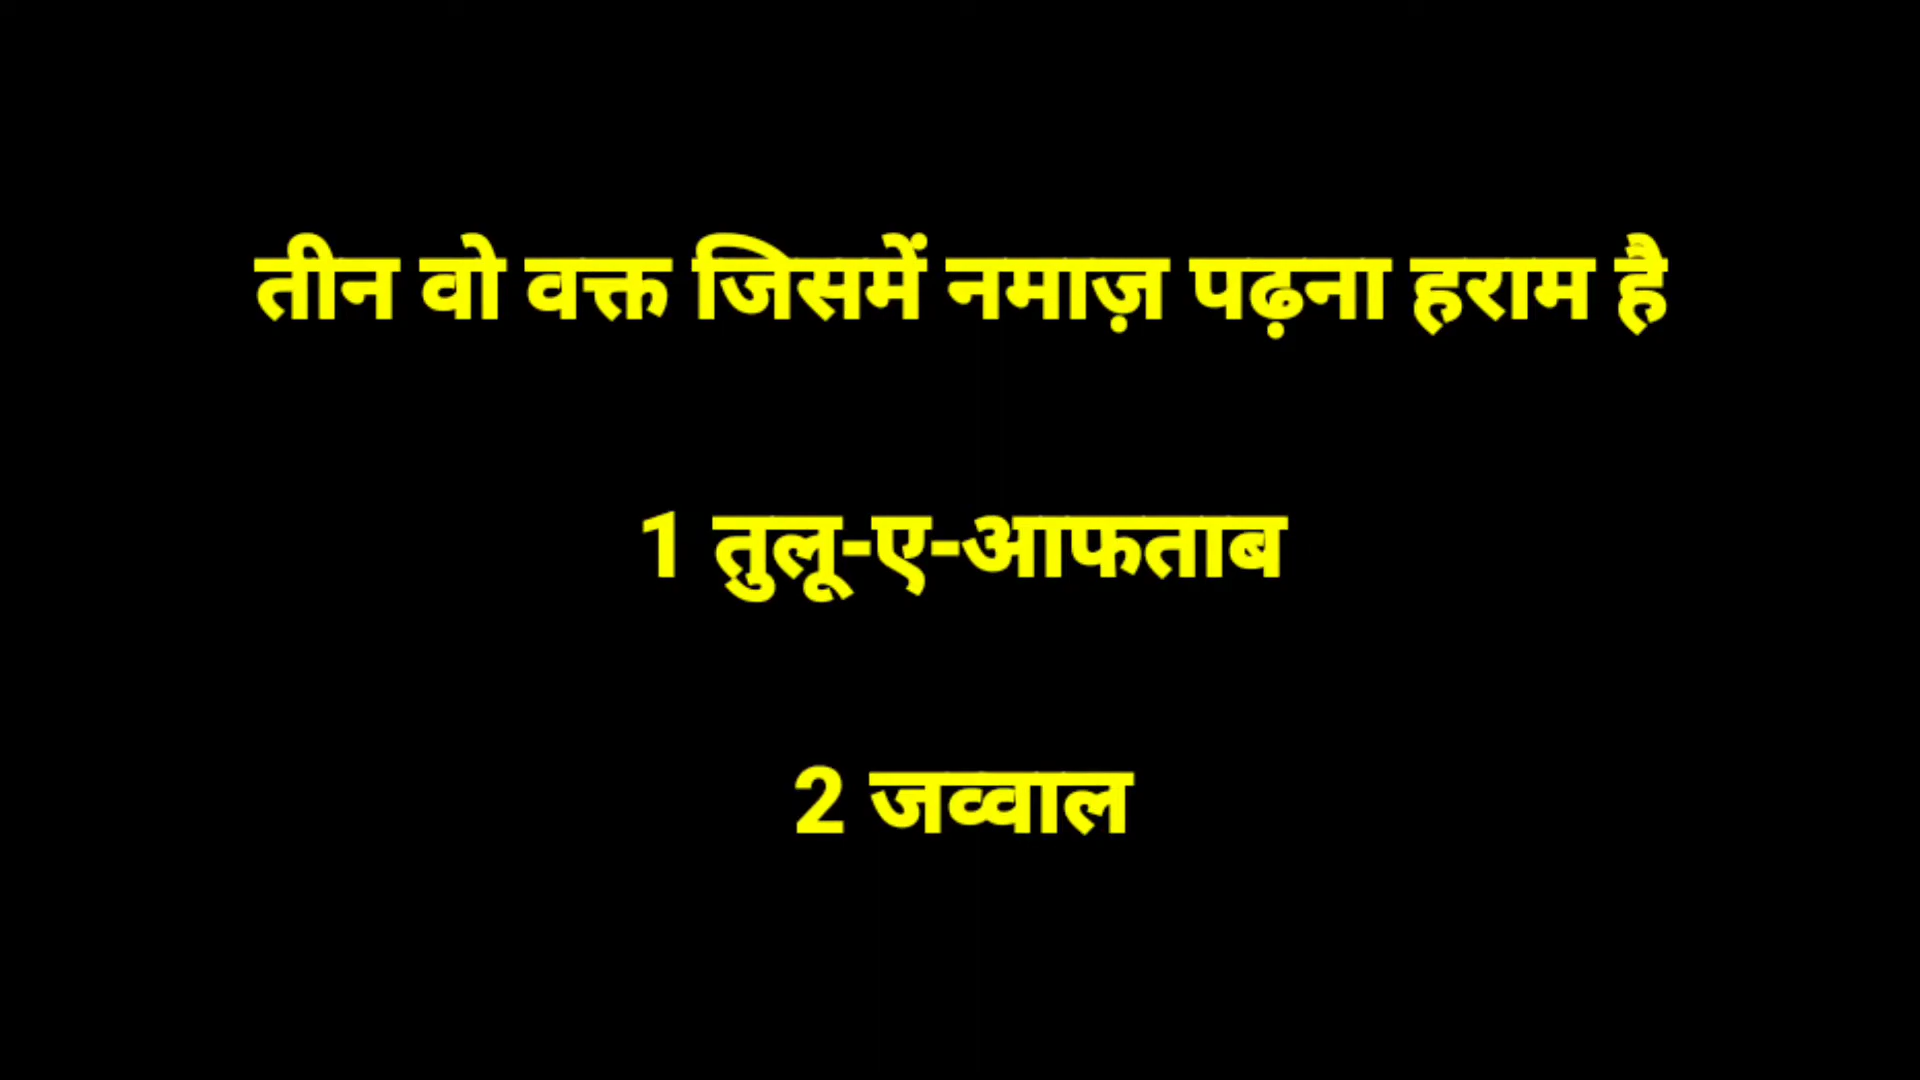 तीन वो वक्त जिसमें नमाज़ पढ़ना हराम है
1 तुलू-ए-आफताब
2 जव्वाल